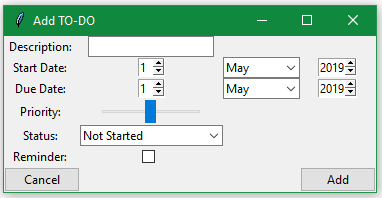 Add TO-DO
Description:
Start Date: 1 May 2019
Due Date: 1 May 2019
Priority:
Status: Not Started
Reminder:
Cancel Add